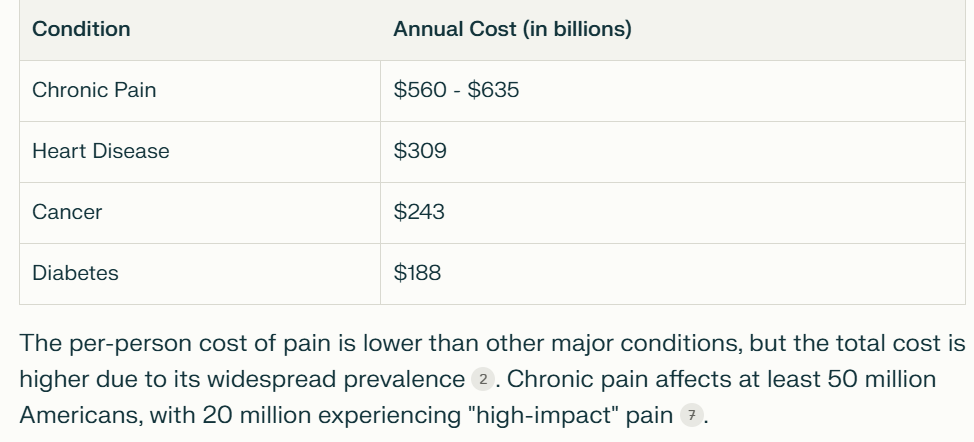 Condition Annual Cost (in billions)
Chronic Pain $560 - $635
Heart Disease $309
Cancer $243
Diabetes $188
The per-person cost of pain is lower than other major conditions, but the total cost is
higher due to its widespread prevalence 2. Chronic pain affects at least 50 million
Americans, with 20 million experiencing "high-impact" pain 7.